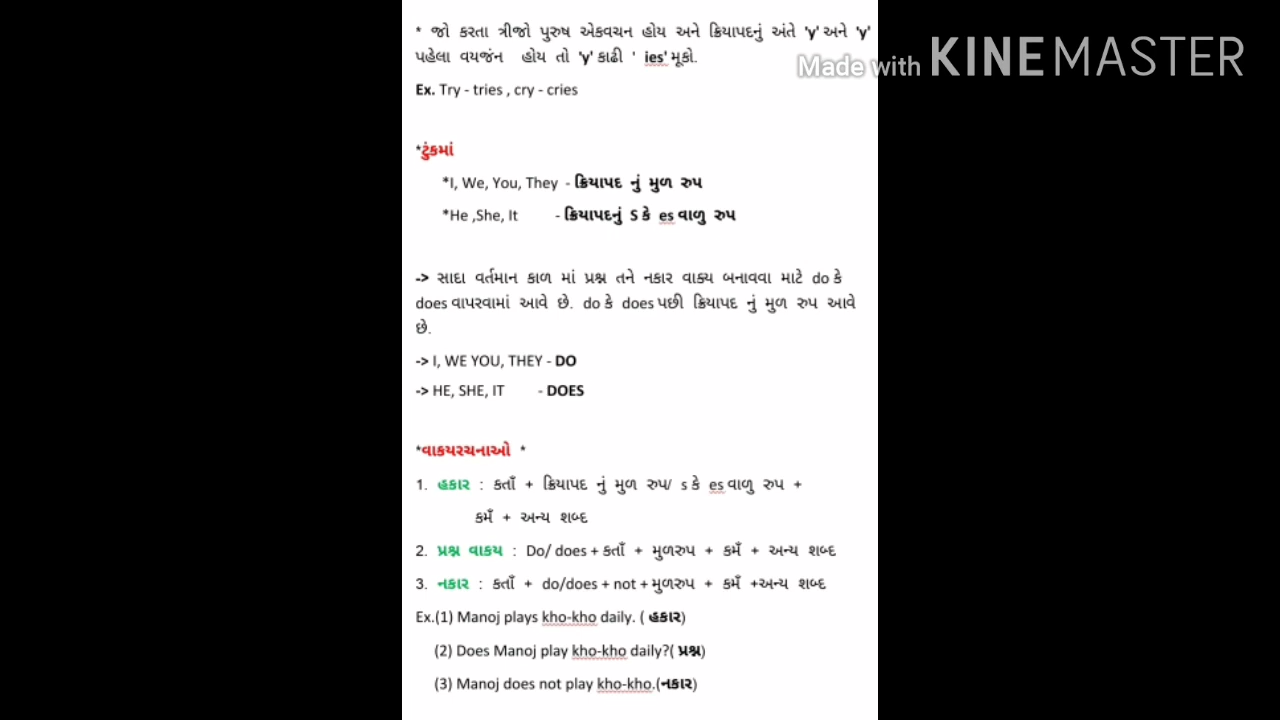 * જો કરતા ત્રીજો પુરુષ એકવચન હોય અને ક્રિયાપદનું અંતે 'y' અને 'y'
પહેલા વયજંન હોય તો 'y' કાઢી ' ies' મૂકો.
Made with KINEMASTER
Ex. Try - tries , cry - cries
*ટુંકમાં
*I, We, You, They - ક્રિયાપદ નું મુળ રુપ
*He ,She, It - ક્રિયાપદનું S કે es વાળુ રુપ
-> સાદા વર્તમાન કાળ માં પ્રશ્ન તને નકાર વાક્ય બનાવવા માટે do કે
does વાપરવામાં આવે છે. do કે does પછી ક્રિયાપદ નું મુળ રુપ આવે
છે.
-> I, WE YOU, THEY - DO
-> HE, SHE, IT - DOES
*વાકયરચનાઓ *
1. હકાર : કર્તાં + ક્રિયાપદ નું મુળ રુપ/ s કે es વાળુ રુપ +
કર્મં + અન્ય શબ્દ
2. પ્રશ્ન વાકય : Do/ does + કર્તાં + મુળરુપ + કર્મં + અન્ય શબ્દ
3. નકાર : કર્તાં + do/does + not + મુળરુપ + કર્મં +અન્ય શબ્દ
Ex.(1) Manoj plays kho-kho daily. ( હકાર)
(2) Does Manoj play kho-kho daily?( પ્રશ્ન)
(3) Manoj does not play kho-kho.(નકાર)